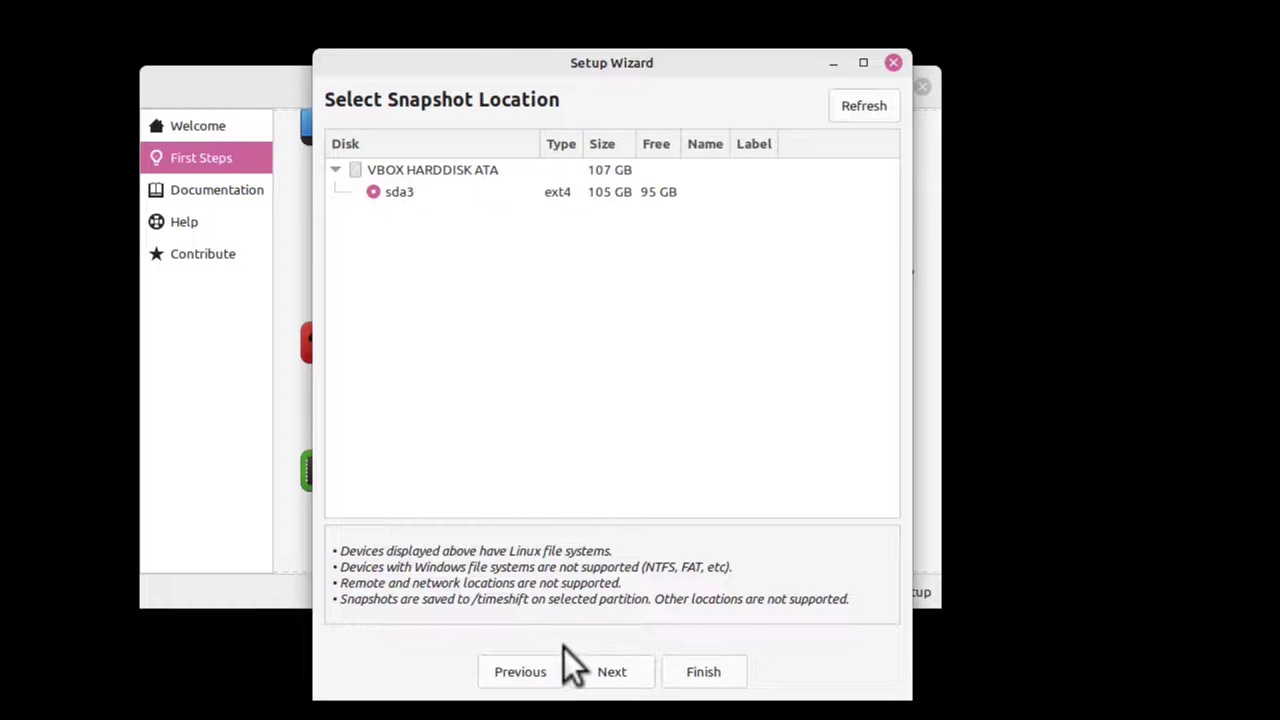 Setup Wizard
Select Snapshot Location
Refresh
Welcome
First Steps
Documentation
Help
Contribute
Disk Type Size Free Name Label
VBOX HARDDISK ATA 107 GB
sda3 ext4 105 GB 95 GB
• Devices displayed above have Linux file systems.
• Devices with Windows file systems are not supported (NTFS, FAT, etc).
• Remote and network locations are not supported.
• Snapshots are saved to /timeshift on selected partition. Other locations are not supported.
Previous Next Finish